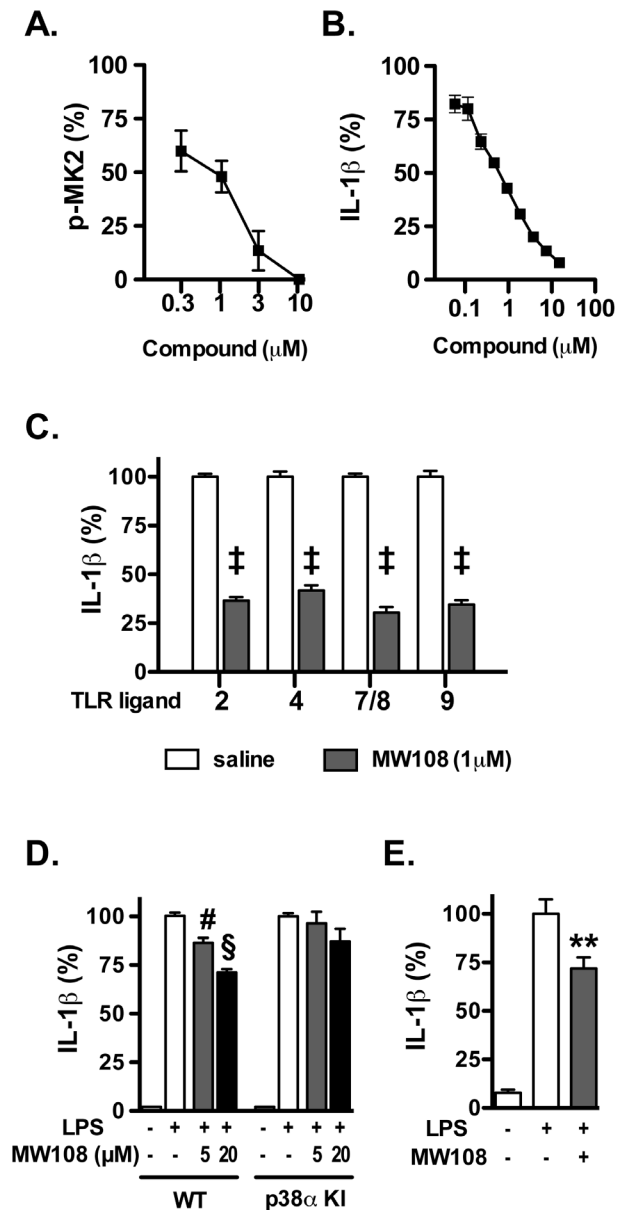 A.
p-MK2 (%)
100
75
50
25
0
0.3 1 3 10
Compound (μM)
B.
IL-1β (%)
100
75
50
25
0
0.1 1 10 100
Compound (μM)
C.
IL-1β (%)
100
75
50
25
0
‡ ‡ ‡ ‡
TLR ligand 2 4 7/8 9
saline MW108 (1μM)
D.
IL-1β (%)
100
75
50
25
0
# §
LPS - + + + - + + +
MW108 (μM) - - 5 20 - - 5 20
WT p38α KI
E.
IL-1β (%)
100
75
50
25
0
**
LPS - + +
MW108 - - +